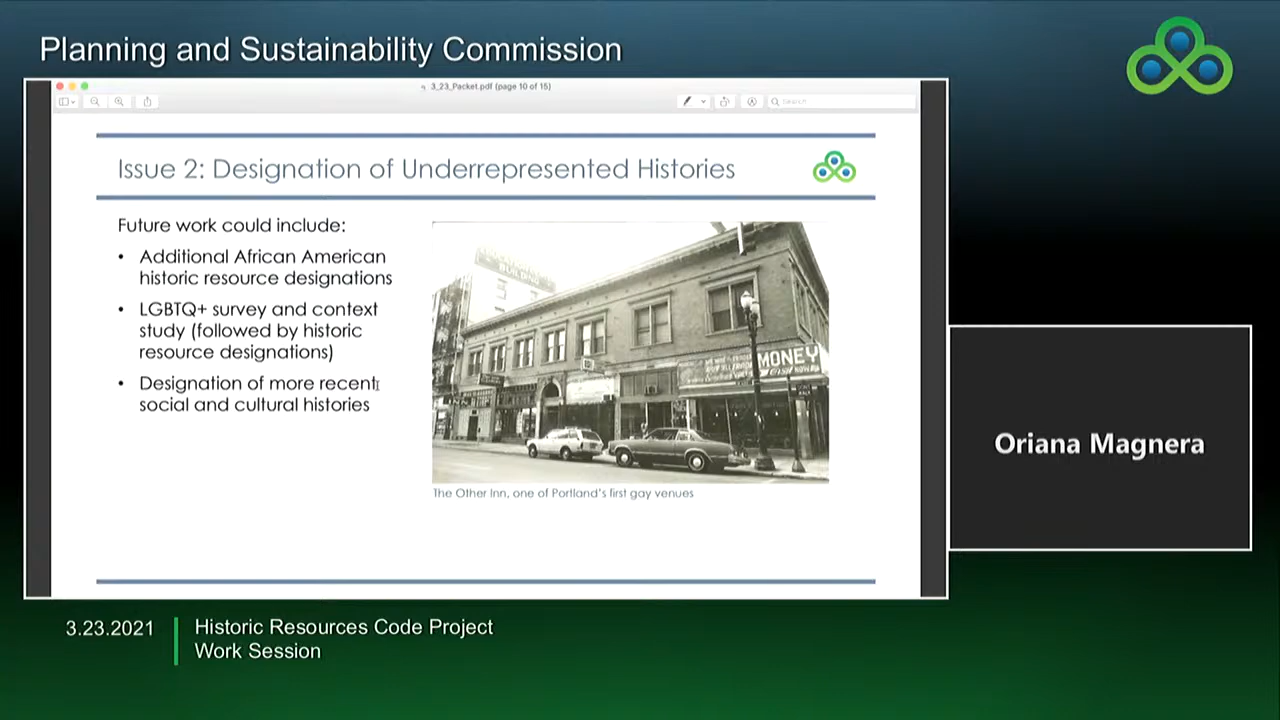 Planning and Sustainability Commission
3_23_Packet.pdf (page 10 of 15)
Search
Issue 2: Designation of Underrepresented Histories
Future work could include:
• Additional African American
historic resource designations
• LGBTQ+ survey and context
study (followed by historic
resource designations)
• Designation of more recent
social and cultural histories
BUILDING
MONEY
The Other Inn, one of Portland's first gay venues
Oriana Magnera
3.23.2021
Historic Resources Code Project
Work Session